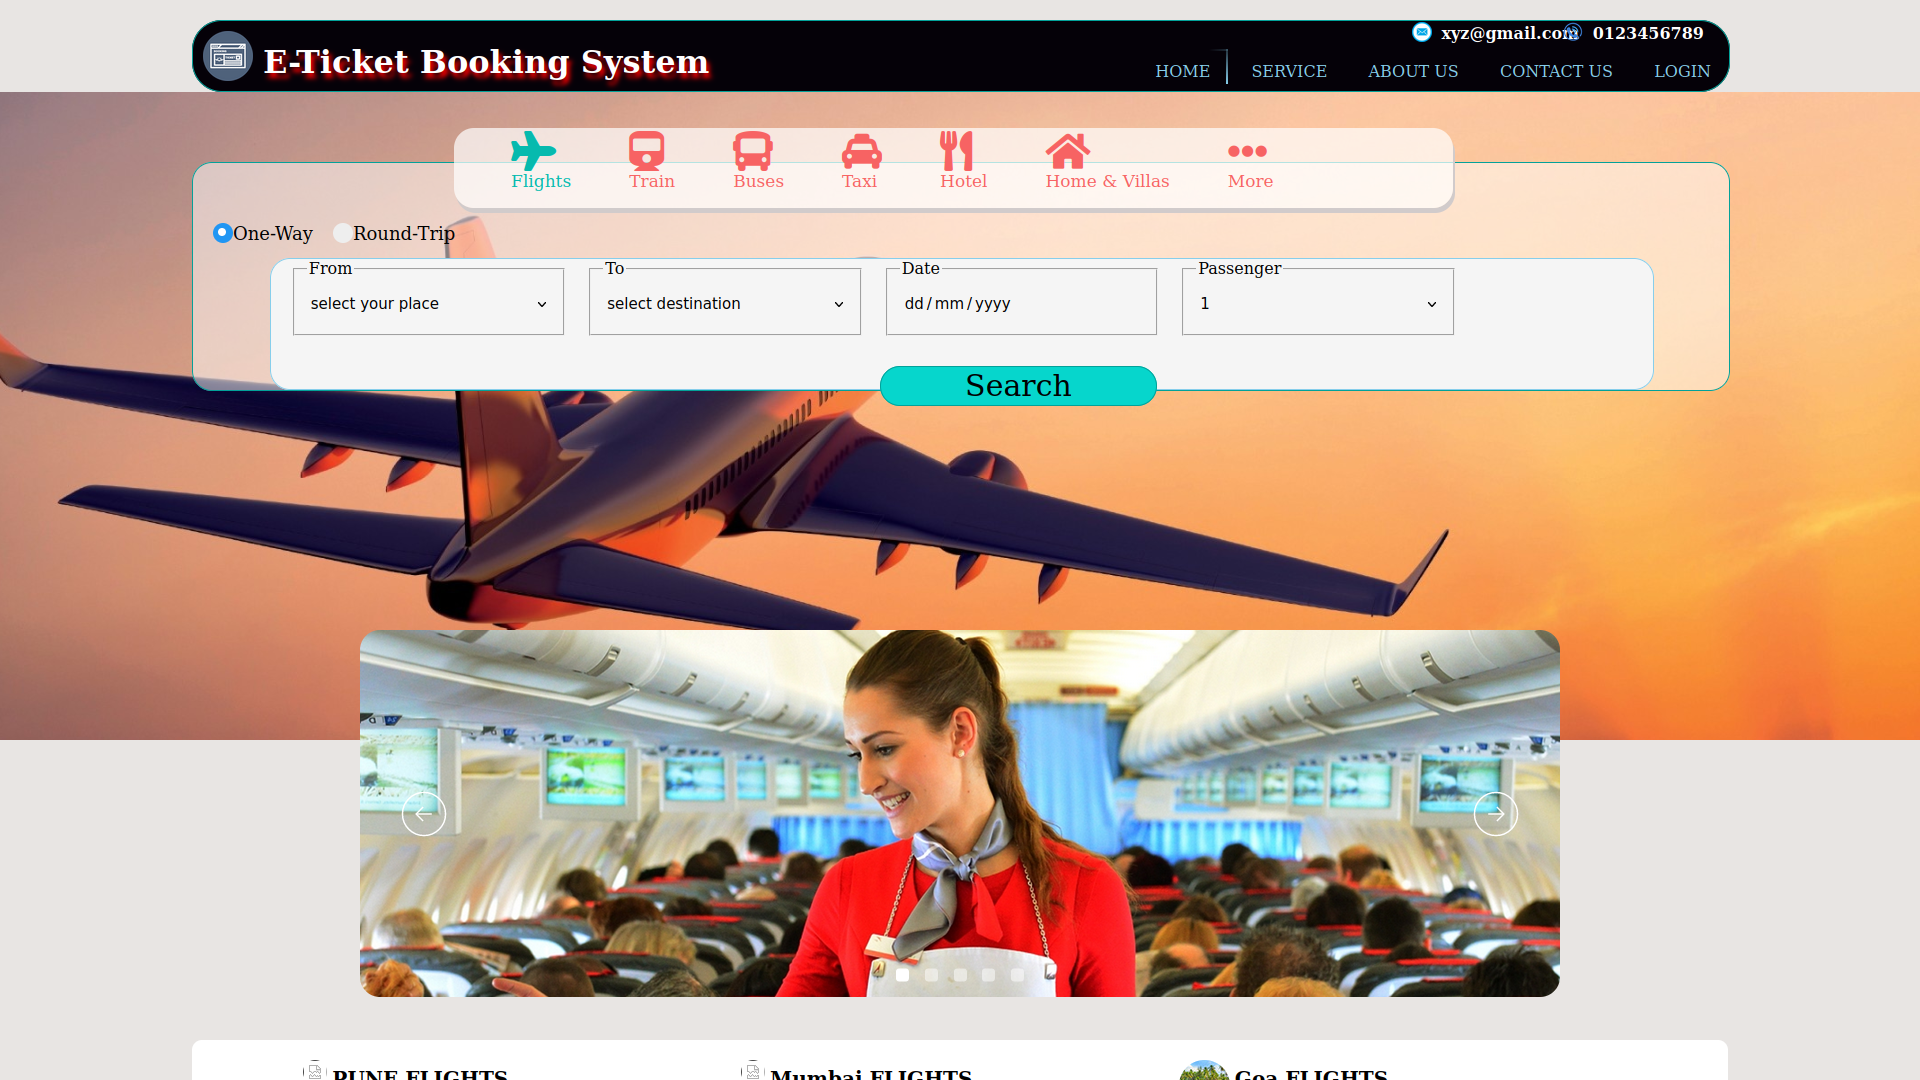 xyz@gmail.com 0123456789
E-Ticket Booking System
HOME SERVICE ABOUT US CONTACT US LOGIN
Flights Train Buses Taxi Hotel Home & Villas More
One-Way Round-Trip
From To Date Passenger
select your place select destination dd/mm/yyyy 1
Search
PUNE FLIGHTS Mumbai FLIGHTS Goa FLIGHTS